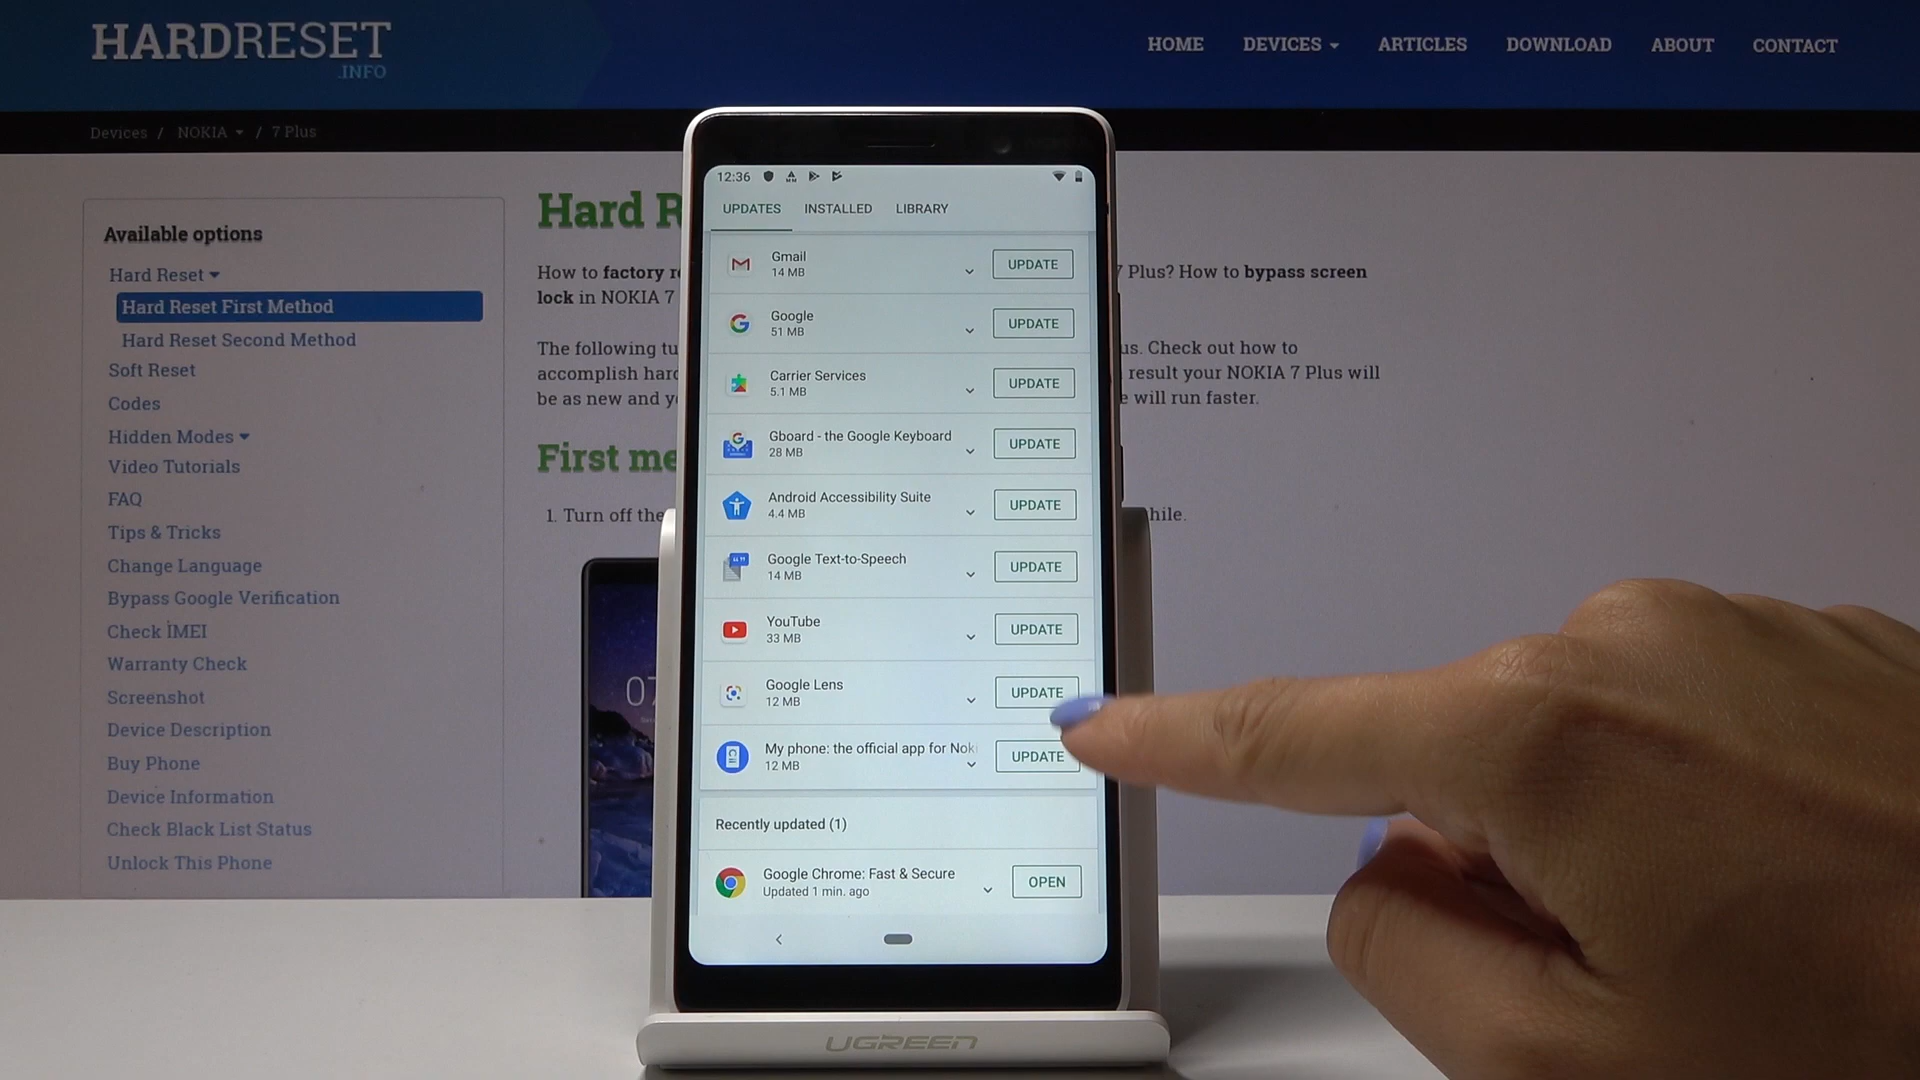 HARDRESET
.INFO
HOME DEVICES ARTICLES DOWNLOAD ABOUT CONTACT
Devices / NOKIA / 7 Plus
Available options
Hard Reset
Hard Reset First Method
Hard Reset Second Method
Soft Reset
Codes
Hidden Modes
Video Tutorials
FAQ
Tips & Tricks
Change Language
Bypass Google Verification
Check IMEI
Warranty Check
Screenshot
Device Description
Buy Phone
Device Information
Check Black List Status
Unlock This Phone
Hard R
How to factory re 7 Plus? How to bypass screen
lock in NOKIA 7
The following tu us. Check out how to
accomplish hard result your NOKIA 7 Plus will
be as new and yo e will run faster.
First me
1. Turn off the hile.
07
12:36
UPDATES INSTALLED LIBRARY
Gmail
14 MB
UPDATE
Google
51 MB
UPDATE
Carrier Services
5.1 MB
UPDATE
Gboard - the Google Keyboard
28 MB
UPDATE
Android Accessibility Suite
4.4 MB
UPDATE
Google Text-to-Speech
14 MB
UPDATE
YouTube
33 MB
UPDATE
Google Lens
12 MB
UPDATE
My phone: the official app for Noki
12 MB
UPDATE
Recently updated (1)
Google Chrome: Fast & Secure
Updated 1 min. ago
OPEN
UGREEN